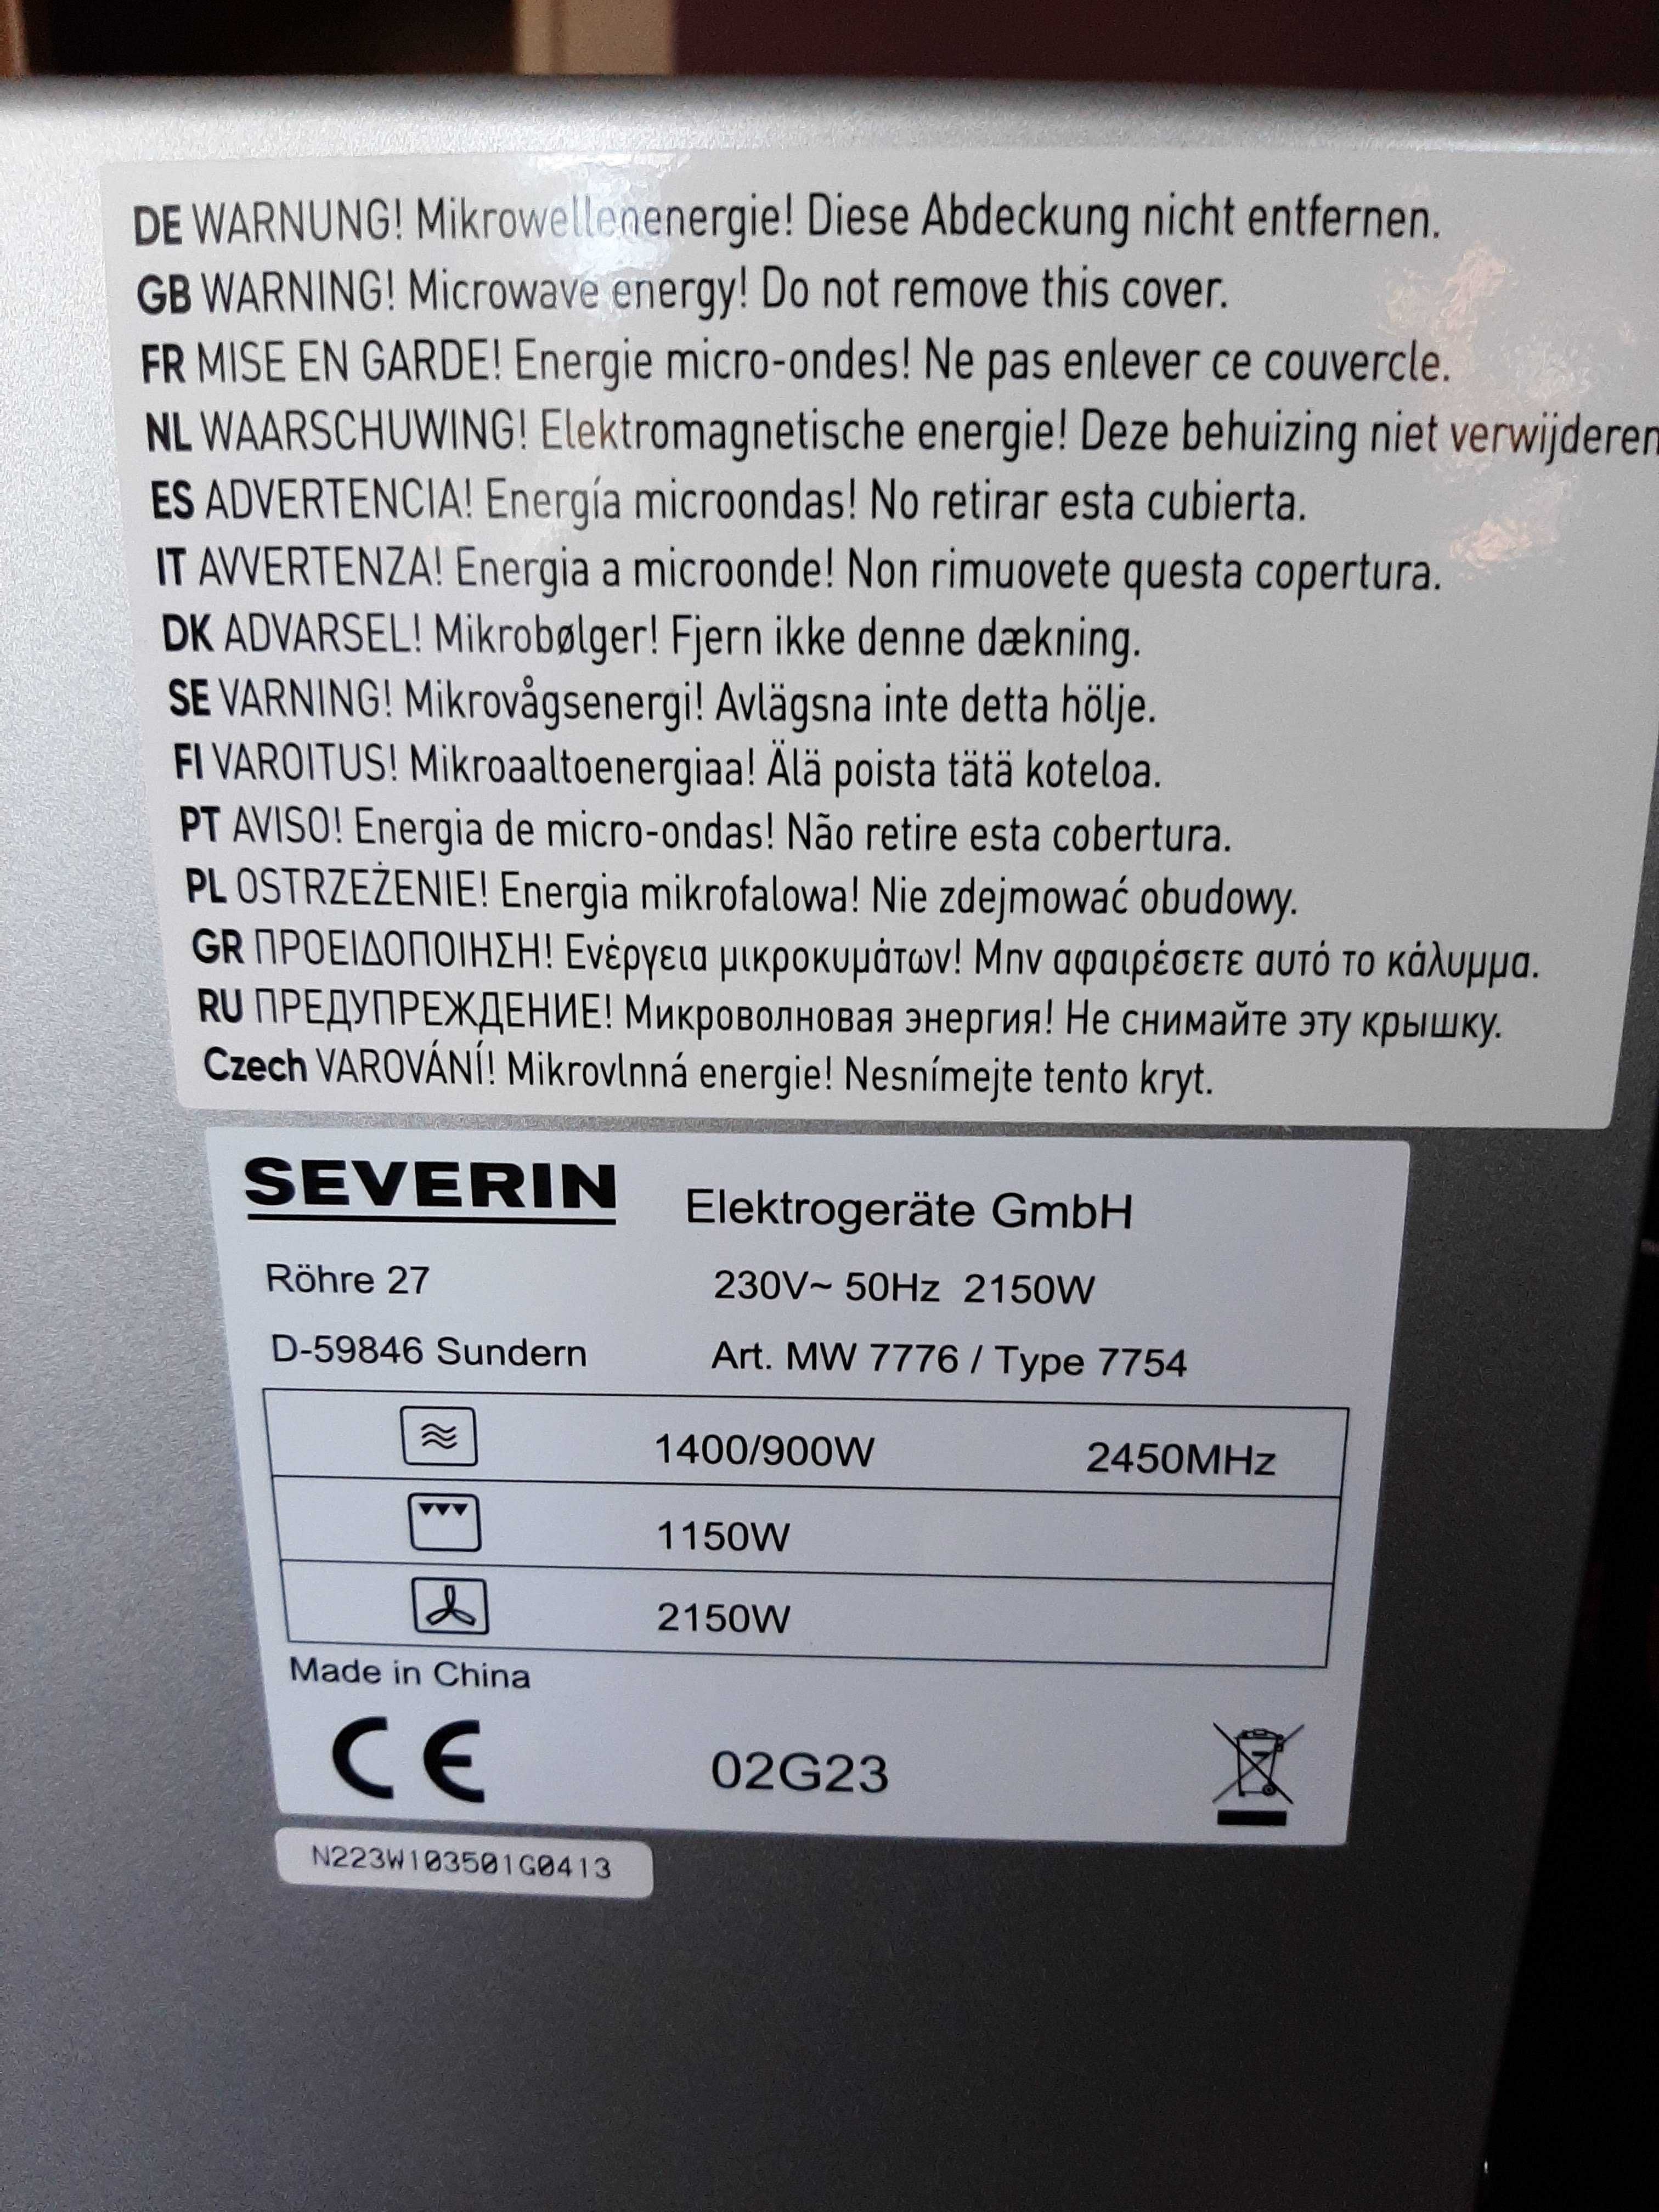 DE WARNUNG! Mikrowellenenergie! Diese Abdeckung nicht entfernen.
GB WARNING! Microwave energy! Do not remove this cover.
FR MISE EN GARDE! Energie micro-ondes! Ne pas enlever ce couvercle.
NL WAARSCHUWING! Elektromagnetische energie! Deze behuizing niet verwijderen
ES ADVERTENCIA! Energía microondas! No retirar esta cubierta.
IT AVVERTENZA! Energia a microonde! Non rimuovete questa copertura.
DK ADVARSEL! Mikrobølger! Fjern ikke denne dækning.
SE VARNING! Mikrovågsenergi! Avlägsna inte detta hölje.
FI VAROITUS! Mikroaaltoenergiaa! Älä poista tätä koteloa.
PT AVISO! Energia de micro-ondas! Não retire esta cobertura.
PL OSTRZEŻENIE! Energia mikrofalowa! Nie zdejmować obudowy.
GR ΠΡΟΕΙΔΟΠΟΙΗΣΗ! Ενέργεια μικροκυμάτων! Μην αφαιρέσετε αυτό το κάλυμμα.
RU ПРЕДУПРЕЖДЕНИЕ! Микроволновая энергия! Не снимайте эту крышку.
Czech VAROVÁNÍ! Mikrovlnná energie! Nesnímejte tento kryt.
SEVERIN Elektrogeräte GmbH
Röhre 27 230V~ 50Hz 2150W
D-59846 Sundern Art. MW 7776 / Type 7754
1400/900W 2450MHz
1150W
2150W
Made in China
CE 02G23
N223W103501G0413